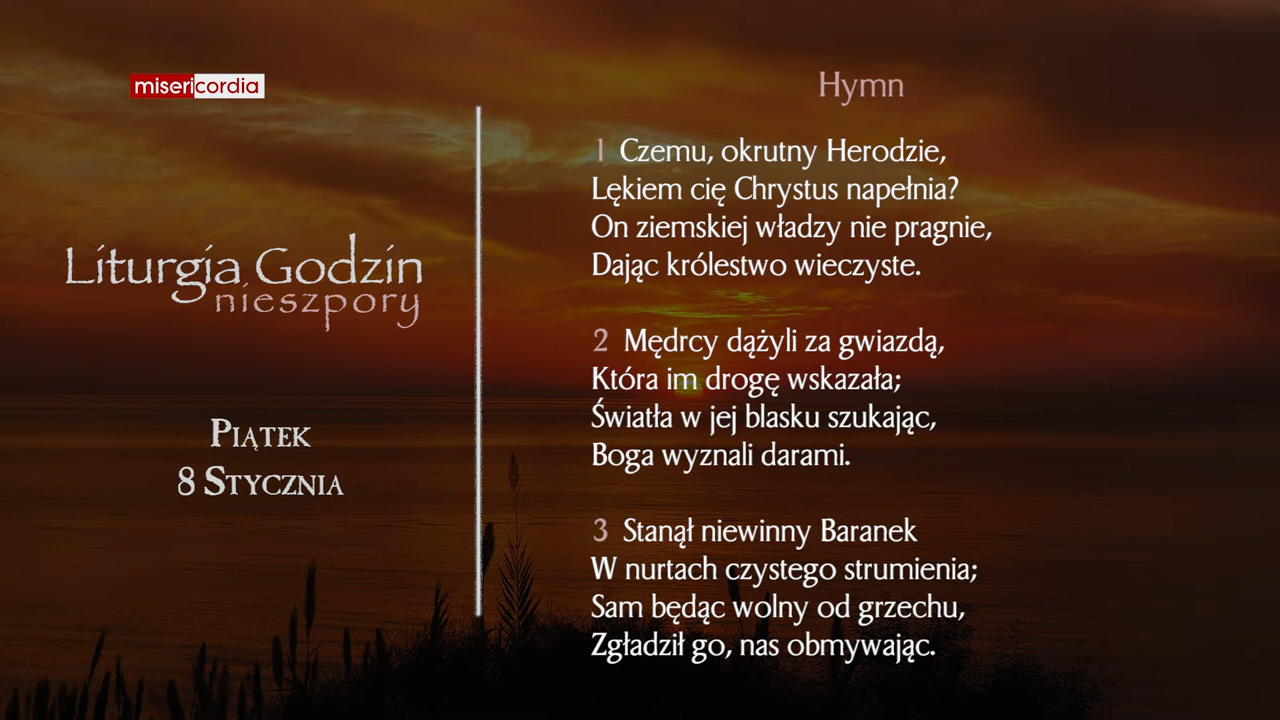 misericordia
Liturgia Godzin
nieszpory
Piątek
8 Stycznia
Hymn
1 Czemu, okrutny Herodzie,
Lękiem cię Chrystus napełnia?
On ziemskiej władzy nie pragnie,
Dając królestwo wieczyste.
2 Mędrcy dążyli za gwiazdą,
Która im drogę wskazała;
Światła w jej blasku szukając,
Boga wyznali darami.
3 Stanął niewinny Baranek
W nurtach czystego strumienia;
Sam będąc wolny od grzechu,
Zgładził go, nas obmywając.